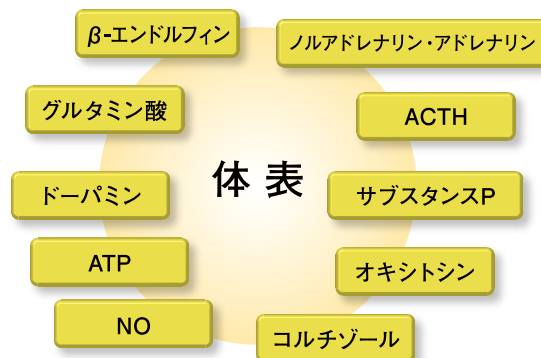 β-エンドルフィン
ノルアドレナリン・アドレナリン
グルタミン酸
ACTH
体表
ドーパミン
サブスタンスP
ATP
オキシトシン
NO
コルチゾール